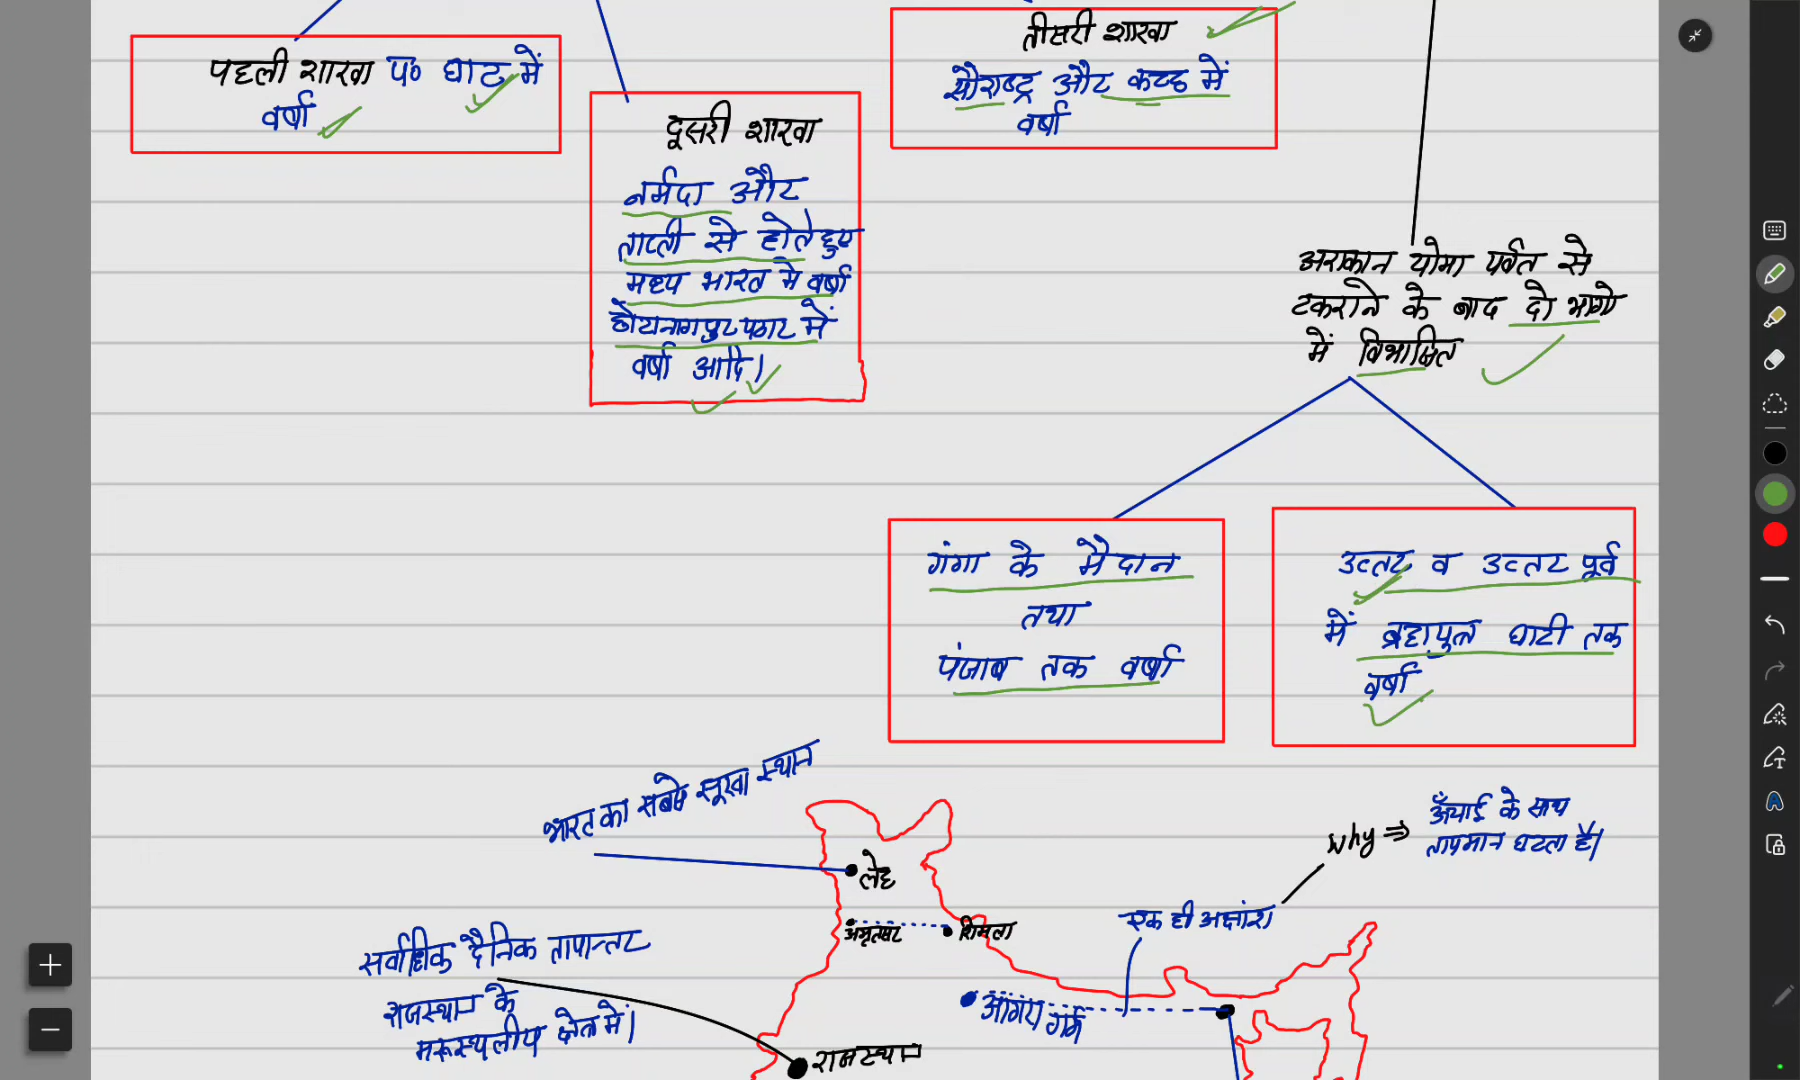 पहली शाखा प० घाट में
वर्षा
दूसरी शाखा
नर्मदा और
ताप्ती से होते हुए
मध्य भारत में वर्षा
छोटानागपुर पठार में
वर्षा आदि।
तीसरी शाखा
सौराष्ट्र और कच्छ में
वर्षा
अराकान योमा पर्वत से
टकराने के बाद दो भागो
में विभाजित
गंगा के मैदान
तथा
पंजाब तक वर्षा
उत्तर व उत्तर पूर्व
में ब्रह्मपुत्र घाटी तक
वर्षा
भारत का सबसे सूखा स्थान
लेह
अमृतसर
शिमला
Why ⇒ ऊँचाई के साथ
तापमान घटता है।
एक ही अक्षांश
सर्वाधिक दैनिक तापान्तर
राजस्थान के
मरूस्थलीय क्षेत्र में।
आगरा गर्म
राजस्थान